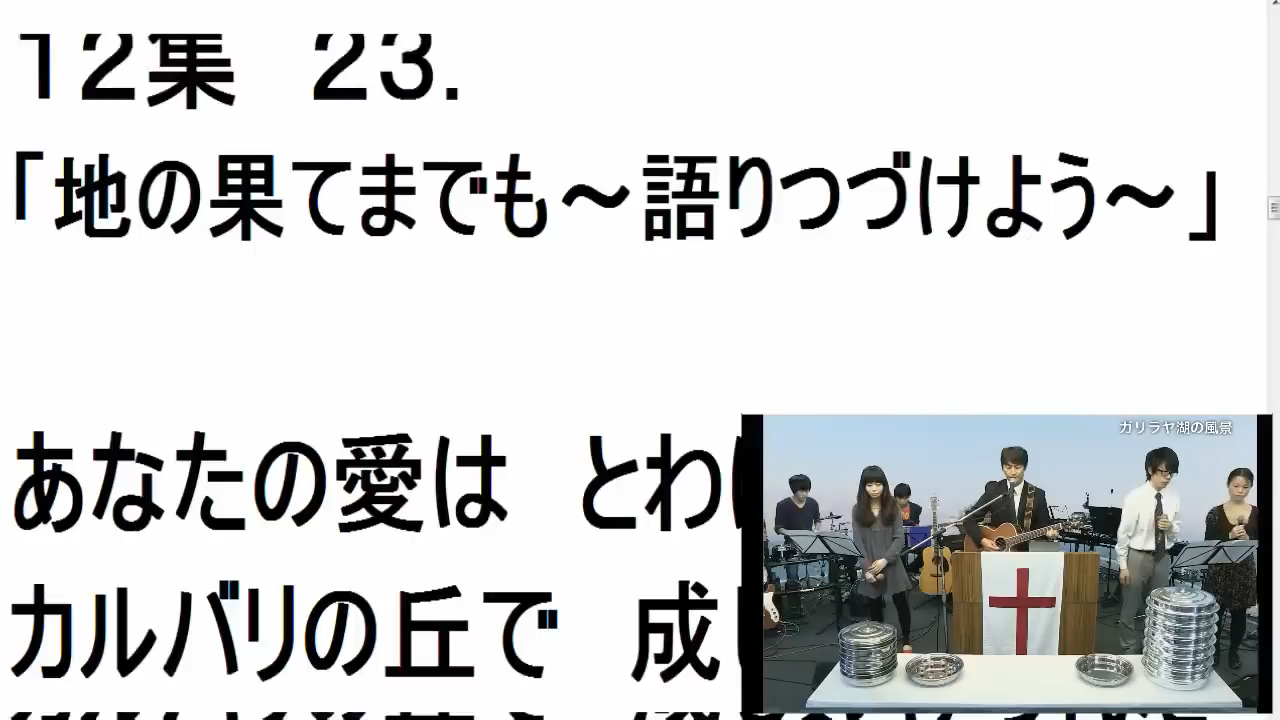 12集 23.
「地の果てまでも~語りつづけよう~」
あなたの愛は とわ
ガリラヤ湖の風景
カルバリの丘で 成し